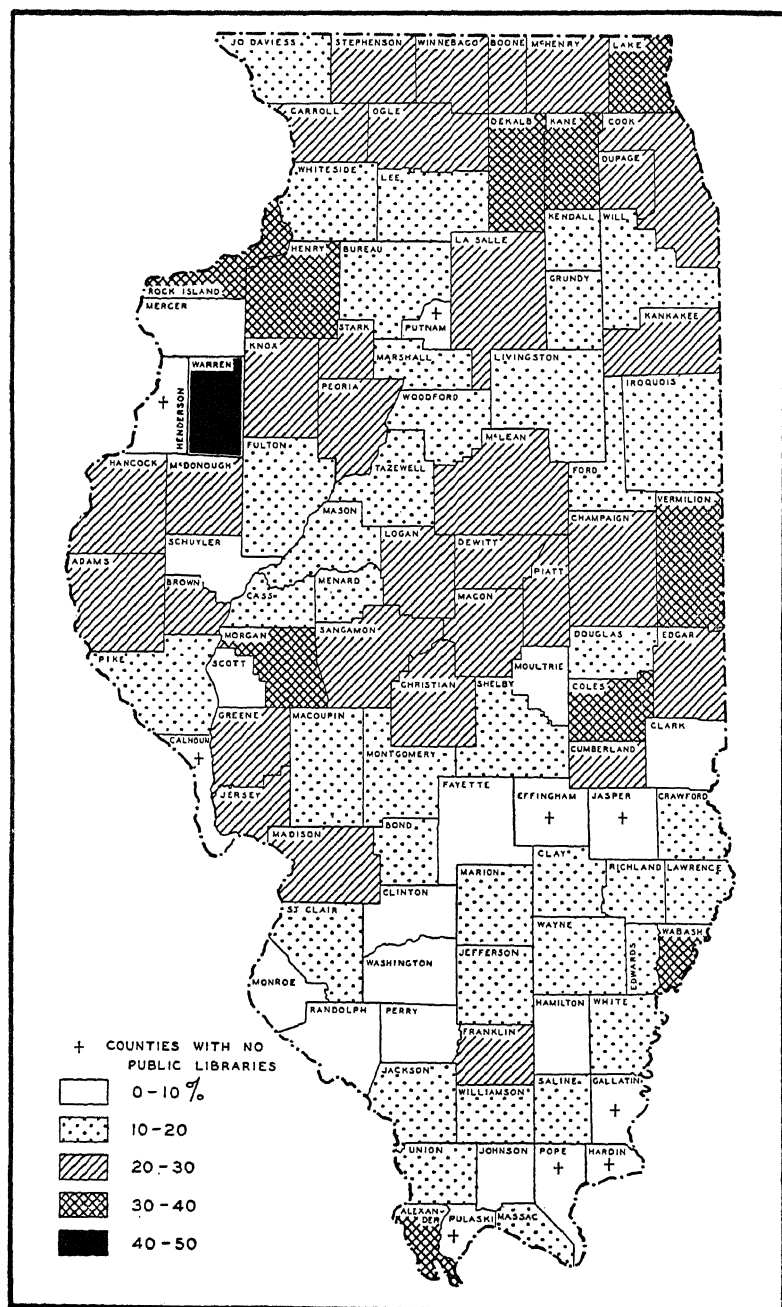 JO DAVIESS
STEPHENSON
WINNEBAGO
BOONE
McHENRY
LAKE
CARROLL
OGLE
DEKALB
KANE
COOK
DUPAGE
WHITESIDE
LEE
KENDALL
WILL
HENRY
BUREAU
LA SALLE
ROCK ISLAND
GRUNDY
MERCER
PUTNAM
KANKAKEE
STARK
KNOX
MARSHALL
LIVINGSTON
WARREN
HENDERSON
PEORIA
WOODFORD
IROQUIS
FULTON
McLEAN
HANCOCK
McDONOUGH
TAZEWELL
FORD
VERMILION
MASON
CHAMPAIGN
SCHUYLER
LOGAN
DEWITT
ADAMS
PIATT
BROWN
CASS
MENARD
MACON
MORGAN
SANGAMON
DOUGLAS
EDGAR
PIKE
SCOTT
MOULTRIE
CHRISTIAN
SHELBY
COLES
GREENE
MACOUPIN
CLARK
CALHOUN
MONTGOMERY
CUMBERLAND
FAYETTE
EFFINGHAM
JASPER
CRAWFORD
JERSEY
MADISON
BOND
CLAY
MARION
RICHLAND
LAWRENCE
CLINTON
ST CLAIR
WAYNE
WABASH
EDWARDS
JEFFERSON
WASHINGTON
MONROE
HAMILTON
WHITE
RANDOLPH
PERRY
FRANKLIN
JACKSON
WILLIAMSON
SALINE
GALLATIN
UNION
JOHNSON
POPE
HARDIN
ALEXAN-
DER
PULASKI
MASSAC
+ COUNTIES WITH NO
PUBLIC LIBRARIES
0-10%
10-20
20-30
30-40
40-50